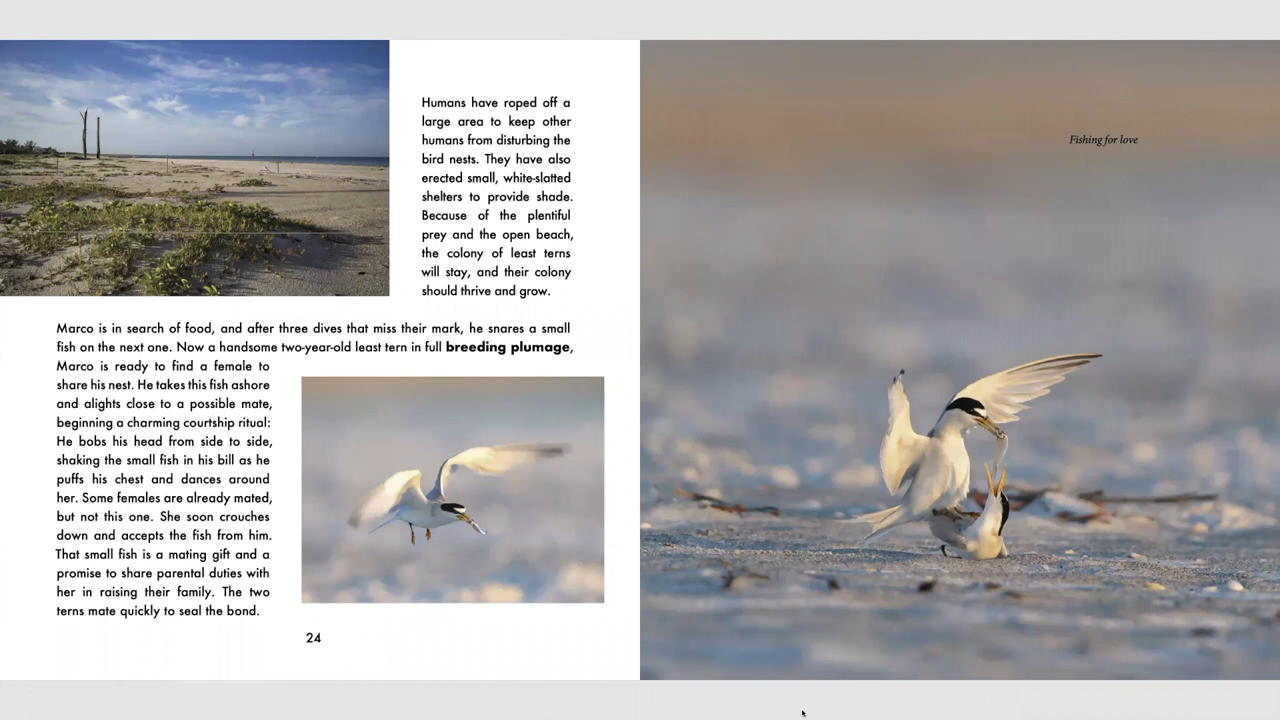 Humans have roped off a
large area to keep other
humans from disturbing the
bird nests. They have also
erected small, white-slatted
shelters to provide shade.
Because of the plentiful
prey and the open beach,
the colony of least terns
will stay, and their colony
should thrive and grow.
Marco is in search of food, and after three dives that miss their mark, he snares a small
fish on the next one. Now a handsome two-year-old least tern in full breeding plumage,
Marco is ready to find a female to
share his nest. He takes this fish ashore
and alights close to a possible mate,
beginning a charming courtship ritual:
He bobs his head from side to side,
shaking the small fish in his bill as he
puffs his chest and dances around
her. Some females are already mated,
but not this one. She soon crouches
down and accepts the fish from him.
That small fish is a mating gift and a
promise to share parental duties with
her in raising their family. The two
terns mate quickly to seal the bond.
24
Fishing for love